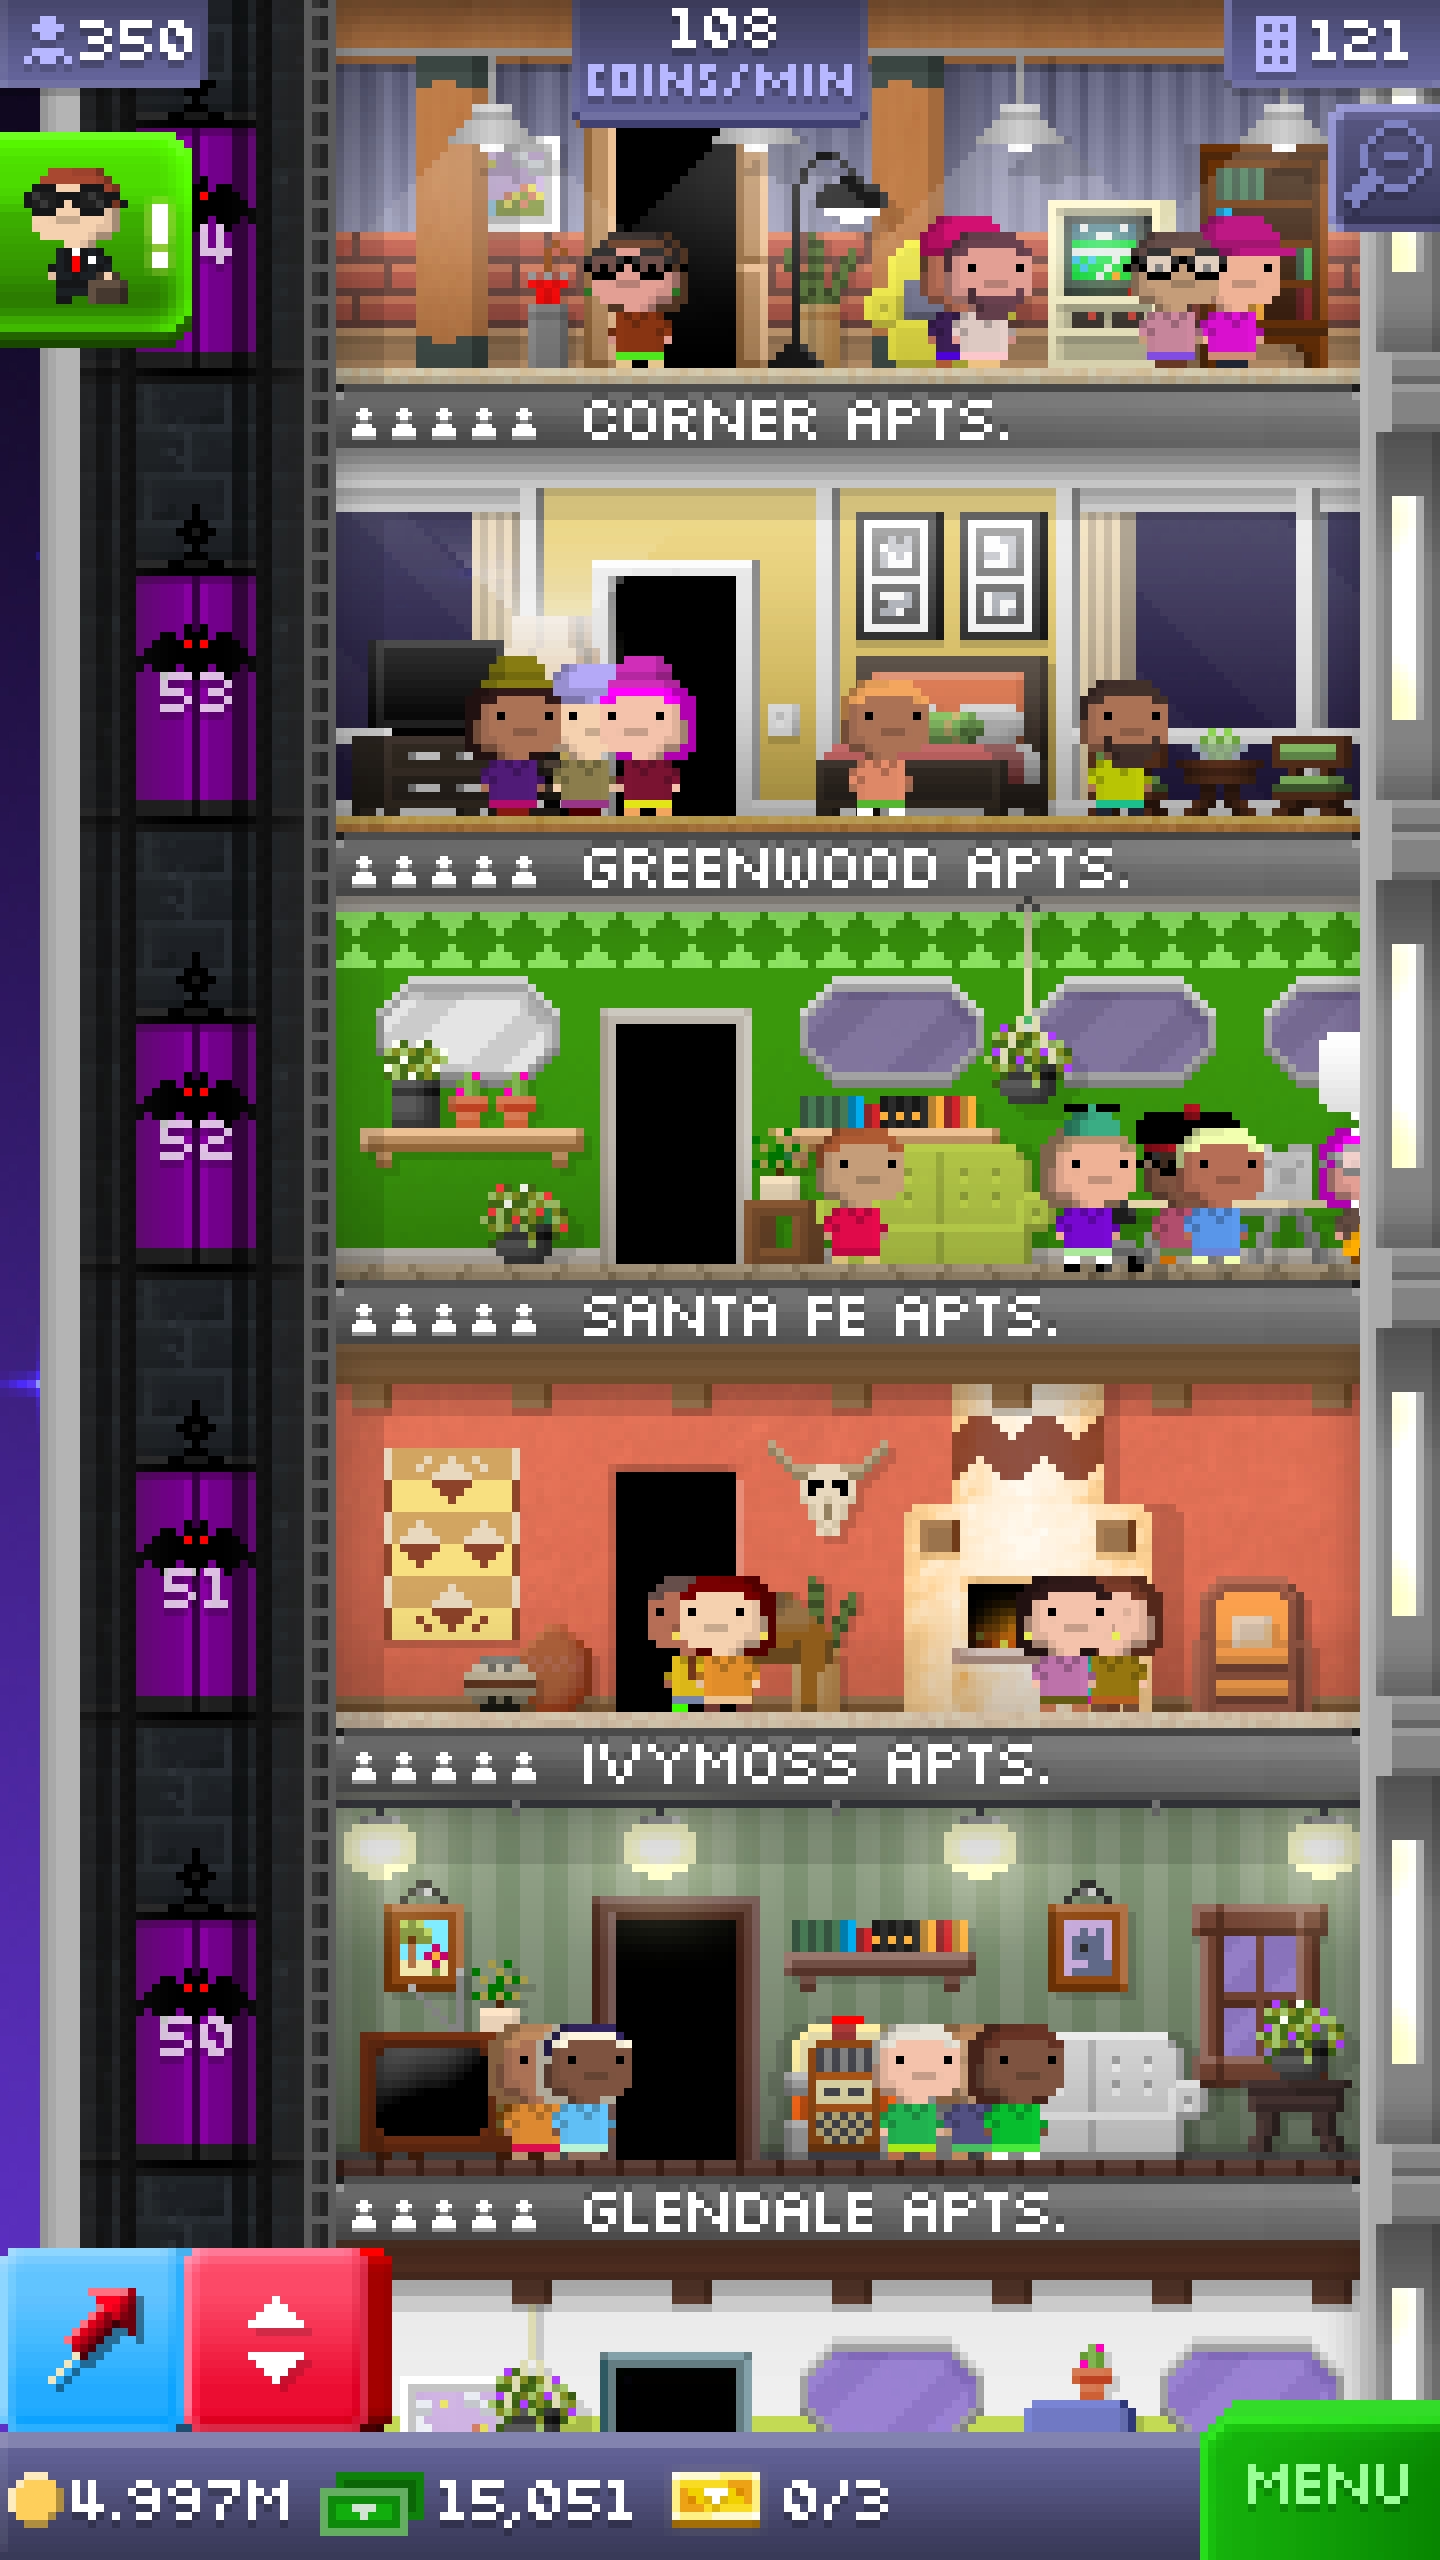 350
108
COINS/MIN
121
!
4
CORNER APTS.
53
GREENWOOD APTS.
52
SANTA FE APTS.
51
IVYMOSS APTS.
50
GLENDALE APTS.
4.997M 15,051 0/3
MENU